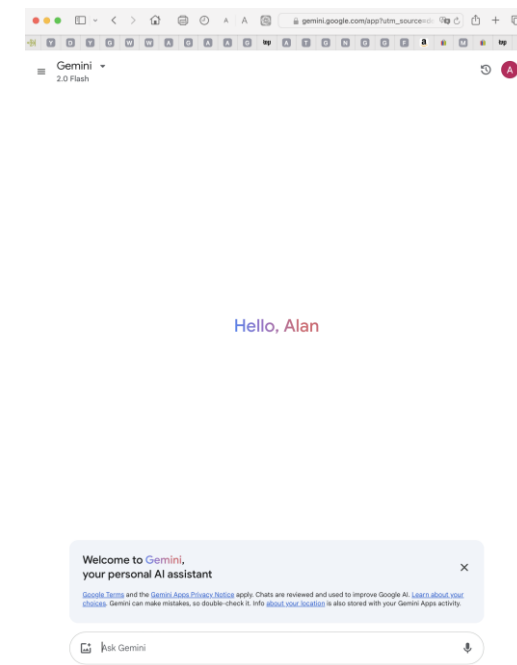 gemini.google.com/app?utm_source=d
Gemini
2.0 Flash
A
Hello, Alan
Welcome to Gemini,
your personal AI assistant
Google Terms and the Gemini Apps Privacy Notice apply. Chats are reviewed and used to improve Google AI. Learn about your
choices. Gemini can make mistakes, so double-check it. Info about your location is also stored with your Gemini Apps activity.
Ask Gemini